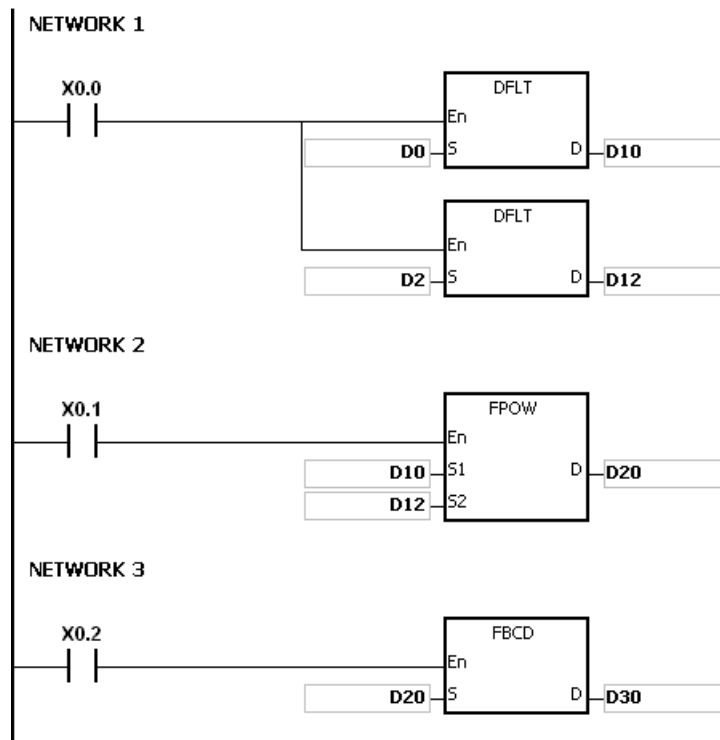 NETWORK 1
X0.0
DFLT
En
D0 S D D10
DFLT
En
D2 S D D12
NETWORK 2
X0.1
FPOW
En
D10 S1 D D20
D12 S2
NETWORK 3
X0.2
FBCD
En
D20 S D D30